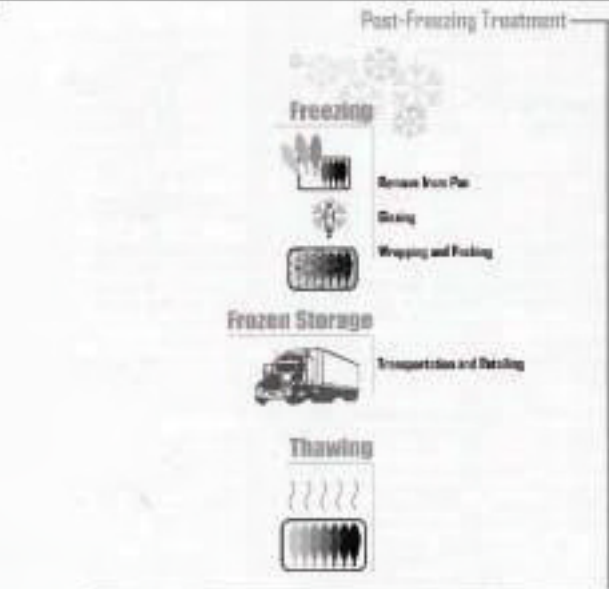 Post-Freezing Treatment
Freezing
Remove from Pan
Glazing
Wrapping and Packing
Frozen Storage
Transportation and Retailing
Thawing